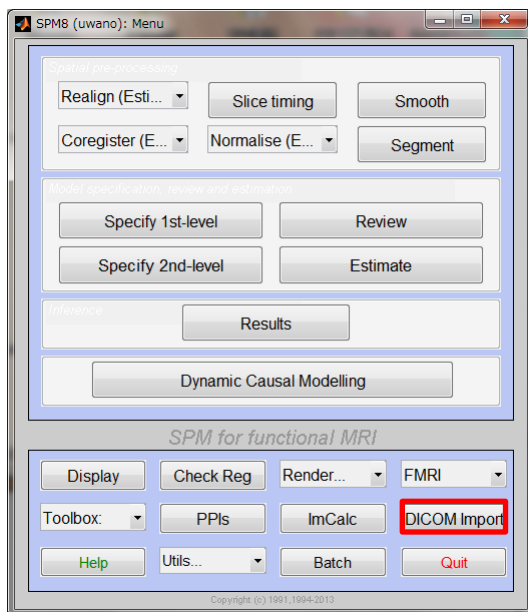 SPM8 (uwano): Menu
Spatial pre-processing
Realign (Esti... Slice timing Smooth
Coregister (E... Normalise (E... Segment
Model specification, review and estimation
Specify 1st-level Review
Specify 2nd-level Estimate
Inference
Results
Dynamic Causal Modelling
SPM for functional MRI
Display Check Reg Render... FMRI
Toolbox: PPIs ImCalc DICOM Import
Help Utils... Batch Quit
Copyright (c) 1991,1994-2013